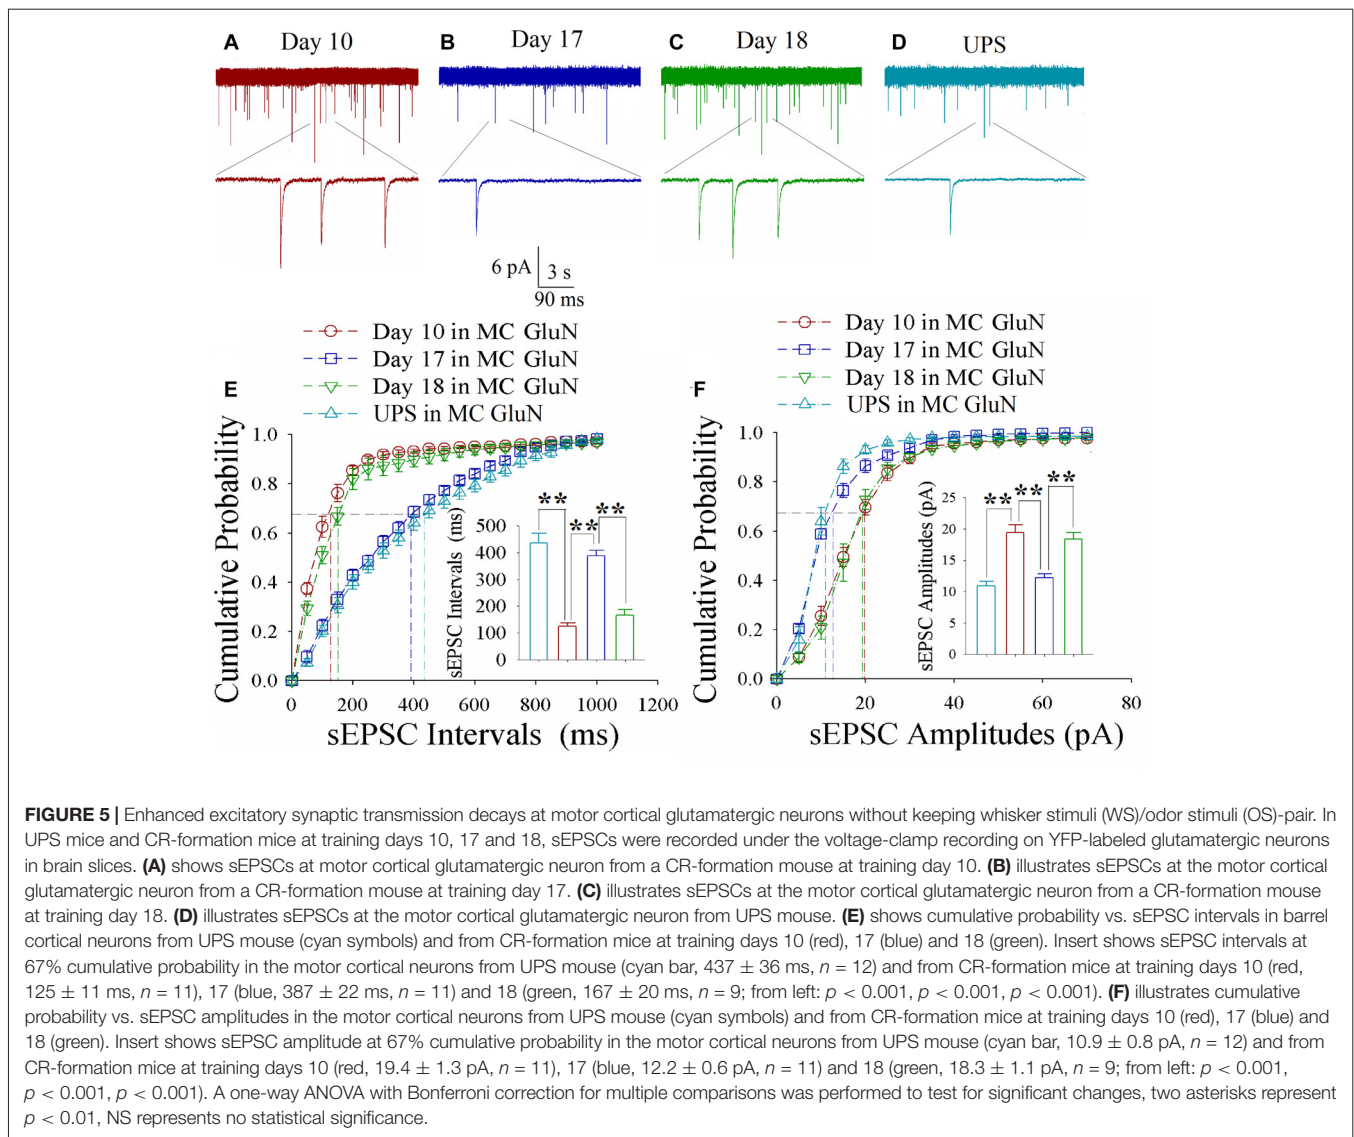 A Day 10
B Day 17
C Day 18
D UPS
6 pA 3 s
90 ms
Day 10 in MC GluN
Day 17 in MC GluN
Day 18 in MC GluN
UPS in MC GluN
E
Cumulative Probability
1.0
0.8
0.6
0.4
0.2
0.0
0 200 400 600 800 1000 1200
sEPSC Intervals (ms)
sEPSC Intervals (ms)
500
400
300
200
100
0
** ** **
Day 10 in MC GluN
Day 17 in MC GluN
Day 18 in MC GluN
UPS in MC GluN
F
Cumulative Probability
1.0
0.8
0.6
0.4
0.2
0.0
0 20 40 60 80
sEPSC Amplitudes (pA)
sEPSC Amplitudes (pA)
25
20
15
10
5
0
** ** **
FIGURE 5 | Enhanced excitatory synaptic transmission decays at motor cortical glutamatergic neurons without keeping whisker stimuli (WS)/odor stimuli (OS)-pair. In
UPS mice and CR-formation mice at training days 10, 17 and 18, sEPSCs were recorded under the voltage-clamp recording on YFP-labeled glutamatergic neurons
in brain slices. (A) shows sEPSCs at motor cortical glutamatergic neuron from a CR-formation mouse at training day 10. (B) illustrates sEPSCs at the motor cortical
glutamatergic neuron from a CR-formation mouse at training day 17. (C) illustrates sEPSCs at the motor cortical glutamatergic neuron from a CR-formation mouse
at training day 18. (D) illustrates sEPSCs at the motor cortical glutamatergic neuron from UPS mouse. (E) shows cumulative probability vs. sEPSC intervals in barrel
cortical neurons from UPS mouse (cyan symbols) and from CR-formation mice at training days 10 (red), 17 (blue) and 18 (green). Insert shows sEPSC intervals at
67% cumulative probability in the motor cortical neurons from UPS mouse (cyan bar, 437 ± 36 ms, n = 12) and from CR-formation mice at training days 10 (red,
125 ± 11 ms, n = 11), 17 (blue, 387 ± 22 ms, n = 11) and 18 (green, 167 ± 20 ms, n = 9; from left: p < 0.001, p < 0.001, p < 0.001). (F) illustrates cumulative
probability vs. sEPSC amplitudes in the motor cortical neurons from UPS mouse (cyan symbols) and from CR-formation mice at training days 10 (red), 17 (blue) and
18 (green). Insert shows sEPSC amplitude at 67% cumulative probability in the motor cortical neurons from UPS mouse (cyan bar, 10.9 ± 0.8 pA, n = 12) and from
CR-formation mice at training days 10 (red, 19.4 ± 1.3 pA, n = 11), 17 (blue, 12.2 ± 0.6 pA, n = 11) and 18 (green, 18.3 ± 1.1 pA, n = 9; from left: p < 0.001,
p < 0.001, p < 0.001). A one-way ANOVA with Bonferroni correction for multiple comparisons was performed to test for significant changes, two asterisks represent
p < 0.01, NS represents no statistical significance.